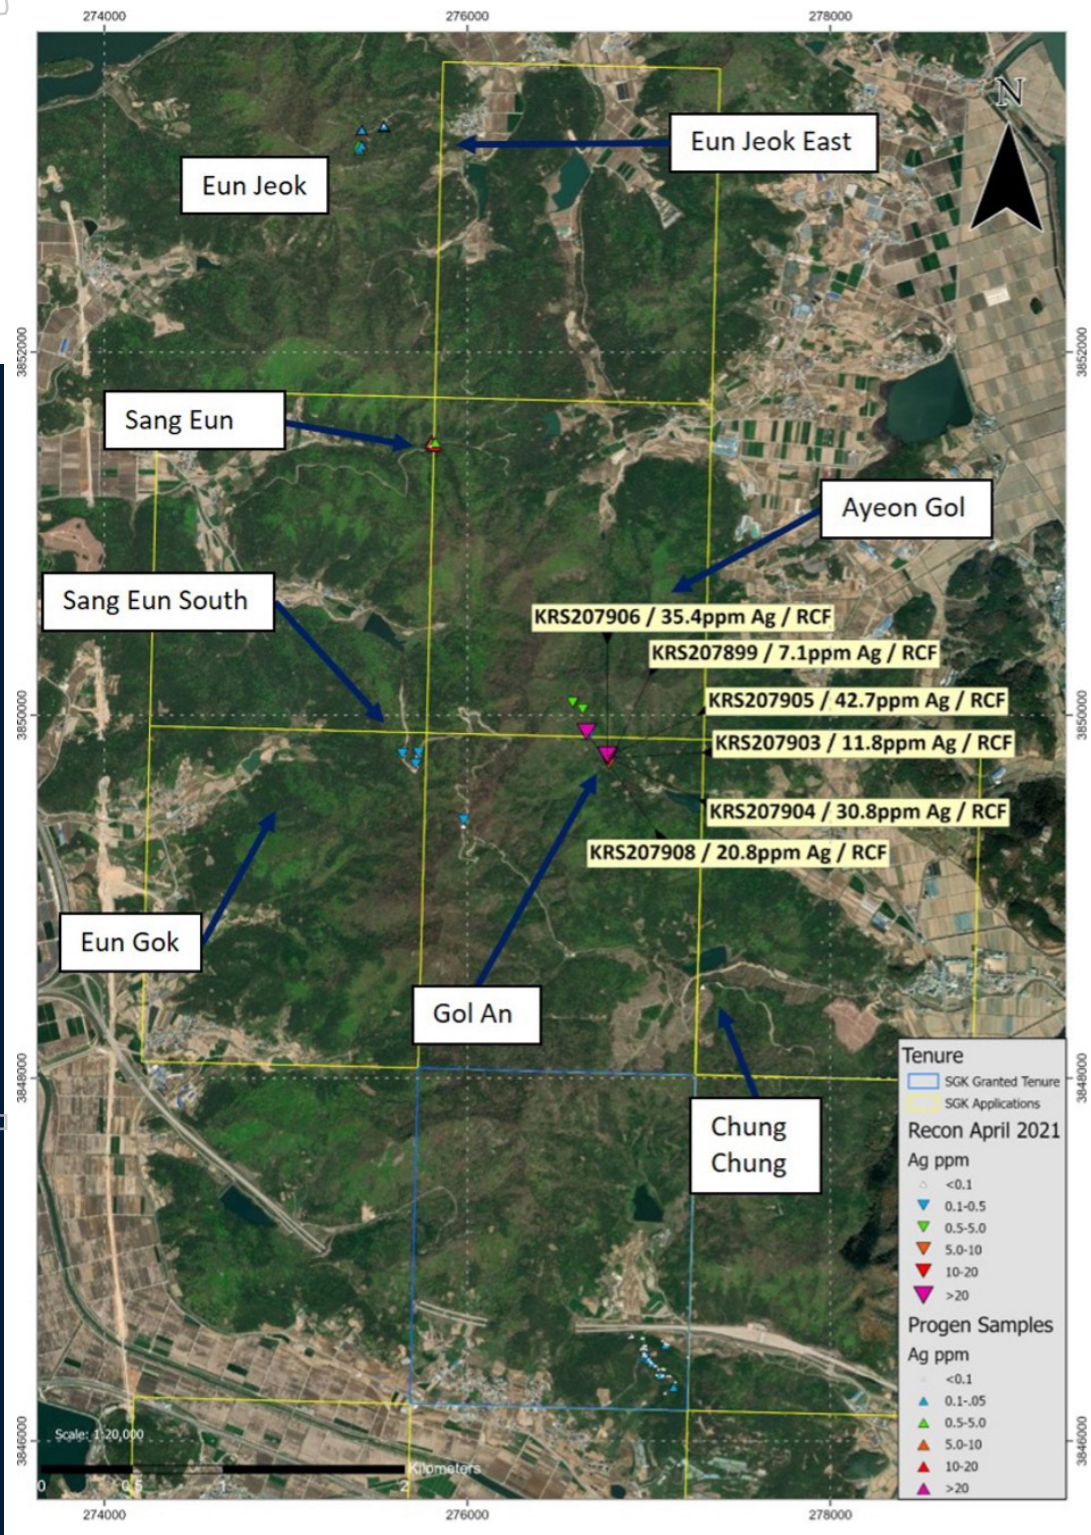 274000
276000
278000
N
Eun Jeok East
Eun Jeok
3852000
3852000
Sang Eun
Ayeon Gol
Sang Eun South
KRS207906 / 35.4ppm Ag / RCF
KRS207899 / 7.1ppm Ag / RCF
KRS207905 / 42.7ppm Ag / RCF
3850000
3850000
KRS207903 / 11.8ppm Ag / RCF
KRS207904 / 30.8ppm Ag / RCF
KRS207908 / 20.8ppm Ag / RCF
Eun Gok
Gol An
3848000
3848000
Chung
Chung
Tenure
SGK Granted Tenure
SGK Applications
Recon April 2021
Ag ppm
<0.1
0.1-0.5
0.5-5.0
5.0-10
10-20
>20
Progen Samples
Ag ppm
<0.1
0.1-.05
0.5-5.0
5.0-10
10-20
>20
3846000
3846000
Scale: 1:20,000
Kilometers
0 0.5 1 2
274000
276000
278000